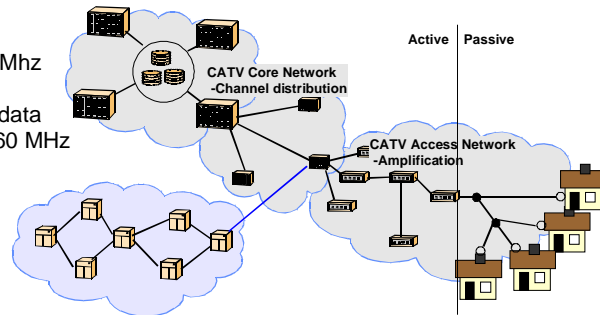 Active Passive
Mhz
CATV Core Network
-Channel distribution
data
60 MHz
CATV Access Network
-Amplification